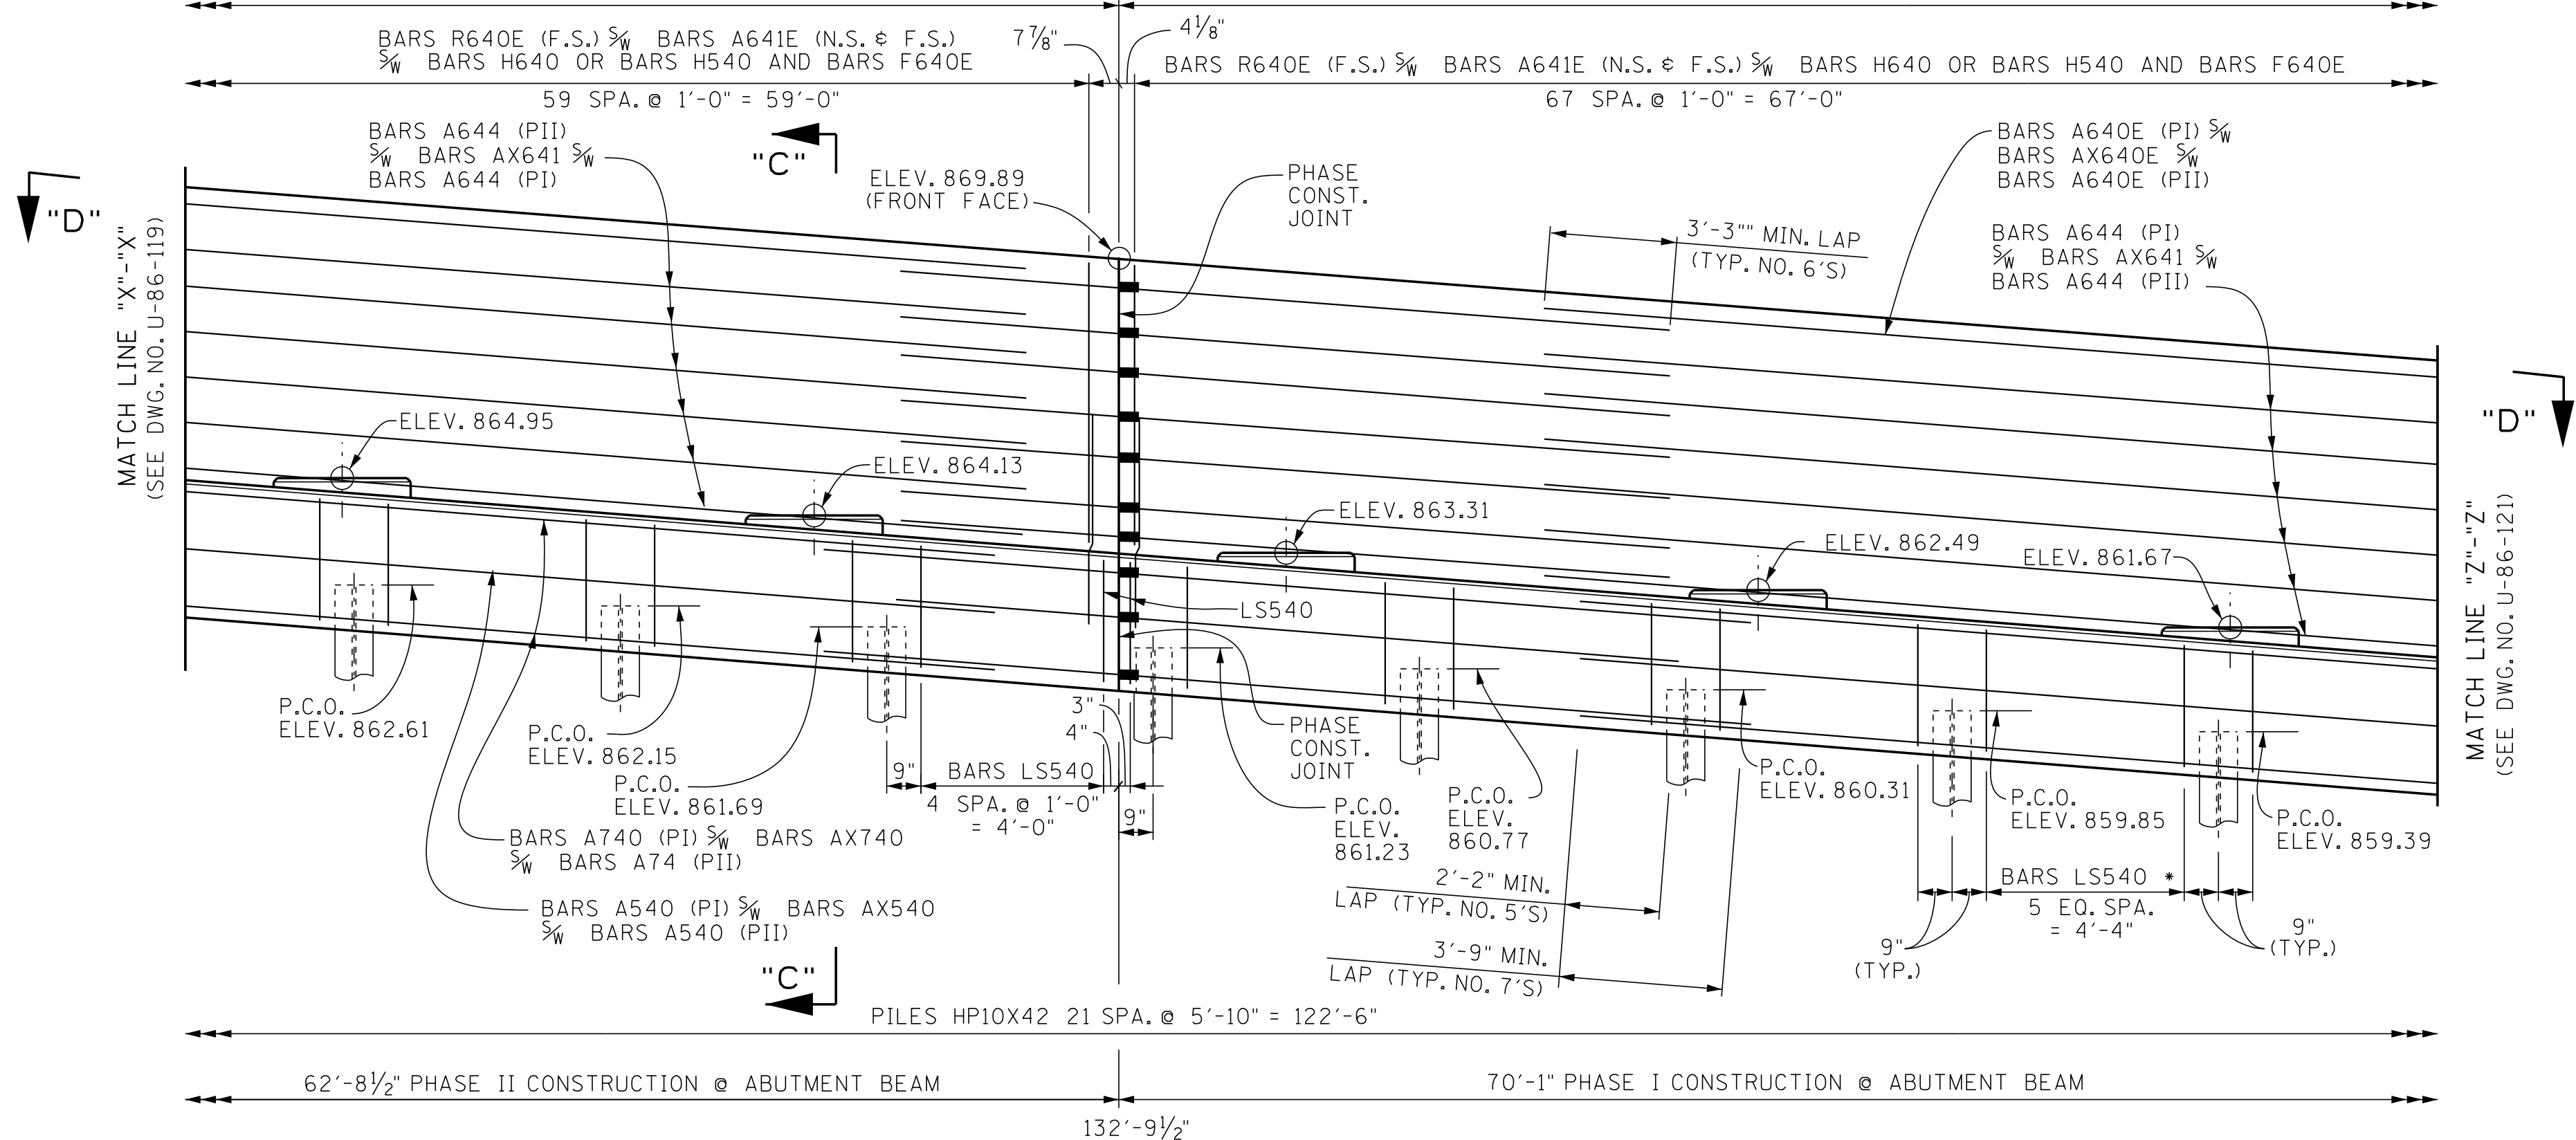 BARS R640E (F.S.) S/W BARS A641E (N.S. & F.S.)
S/W BARS H640 OR BARS H540 AND BARS F640E
7 7/8"
4 1/8"
BARS R640E (F.S.) S/W BARS A641E (N.S. & F.S.) S/W BARS H640 OR BARS H540 AND BARS F640E
59 SPA. @ 1'-0" = 59'-0"
67 SPA. @ 1'-0" = 67'-0"
BARS A644 (PII)
S/W BARS AX641 S/W
BARS A644 (PI)
"C"
ELEV. 869.89
(FRONT FACE)
PHASE
CONST.
JOINT
BARS A640E (PI) S/W
BARS AX640E S/W
BARS A640E (PII)
"D"
3'-3"" MIN. LAP
(TYP. NO. 6'S)
BARS A644 (PI)
S/W BARS AX641 S/W
BARS A644 (PII)
MATCH LINE "X"-"X"
(SEE DWG. NO. U-86-119)
"D"
ELEV. 864.95
ELEV. 864.13
ELEV. 863.31
ELEV. 862.49
ELEV. 861.67
MATCH LINE "Z"-"Z"
(SEE DWG. NO. U-86-121)
LS540
P.C.O.
ELEV. 862.61
P.C.O.
ELEV. 862.15
P.C.O.
ELEV. 861.69
3"
4"
9"
BARS LS540
4 SPA. @ 1'-0"
= 4'-0"
9"
PHASE
CONST.
JOINT
P.C.O.
ELEV.
861.23
P.C.O.
ELEV.
860.77
P.C.O.
ELEV. 860.31
P.C.O.
ELEV. 859.85
P.C.O.
ELEV. 859.39
BARS A740 (PI) S/W BARS AX740
S/W BARS A74 (PII)
BARS A540 (PI) S/W BARS AX540
S/W BARS A540 (PII)
2'-2" MIN.
LAP (TYP. NO. 5'S)
3'-9" MIN.
LAP (TYP. NO. 7'S)
BARS LS540 *
5 EQ. SPA.
= 4'-4"
9"
(TYP.)
9"
(TYP.)
"C"
PILES HP10X42 21 SPA. @ 5'-10" = 122'-6"
62'-8 1/2" PHASE II CONSTRUCTION @ ABUTMENT BEAM
70'-1" PHASE I CONSTRUCTION @ ABUTMENT BEAM
132'-9 1/2"